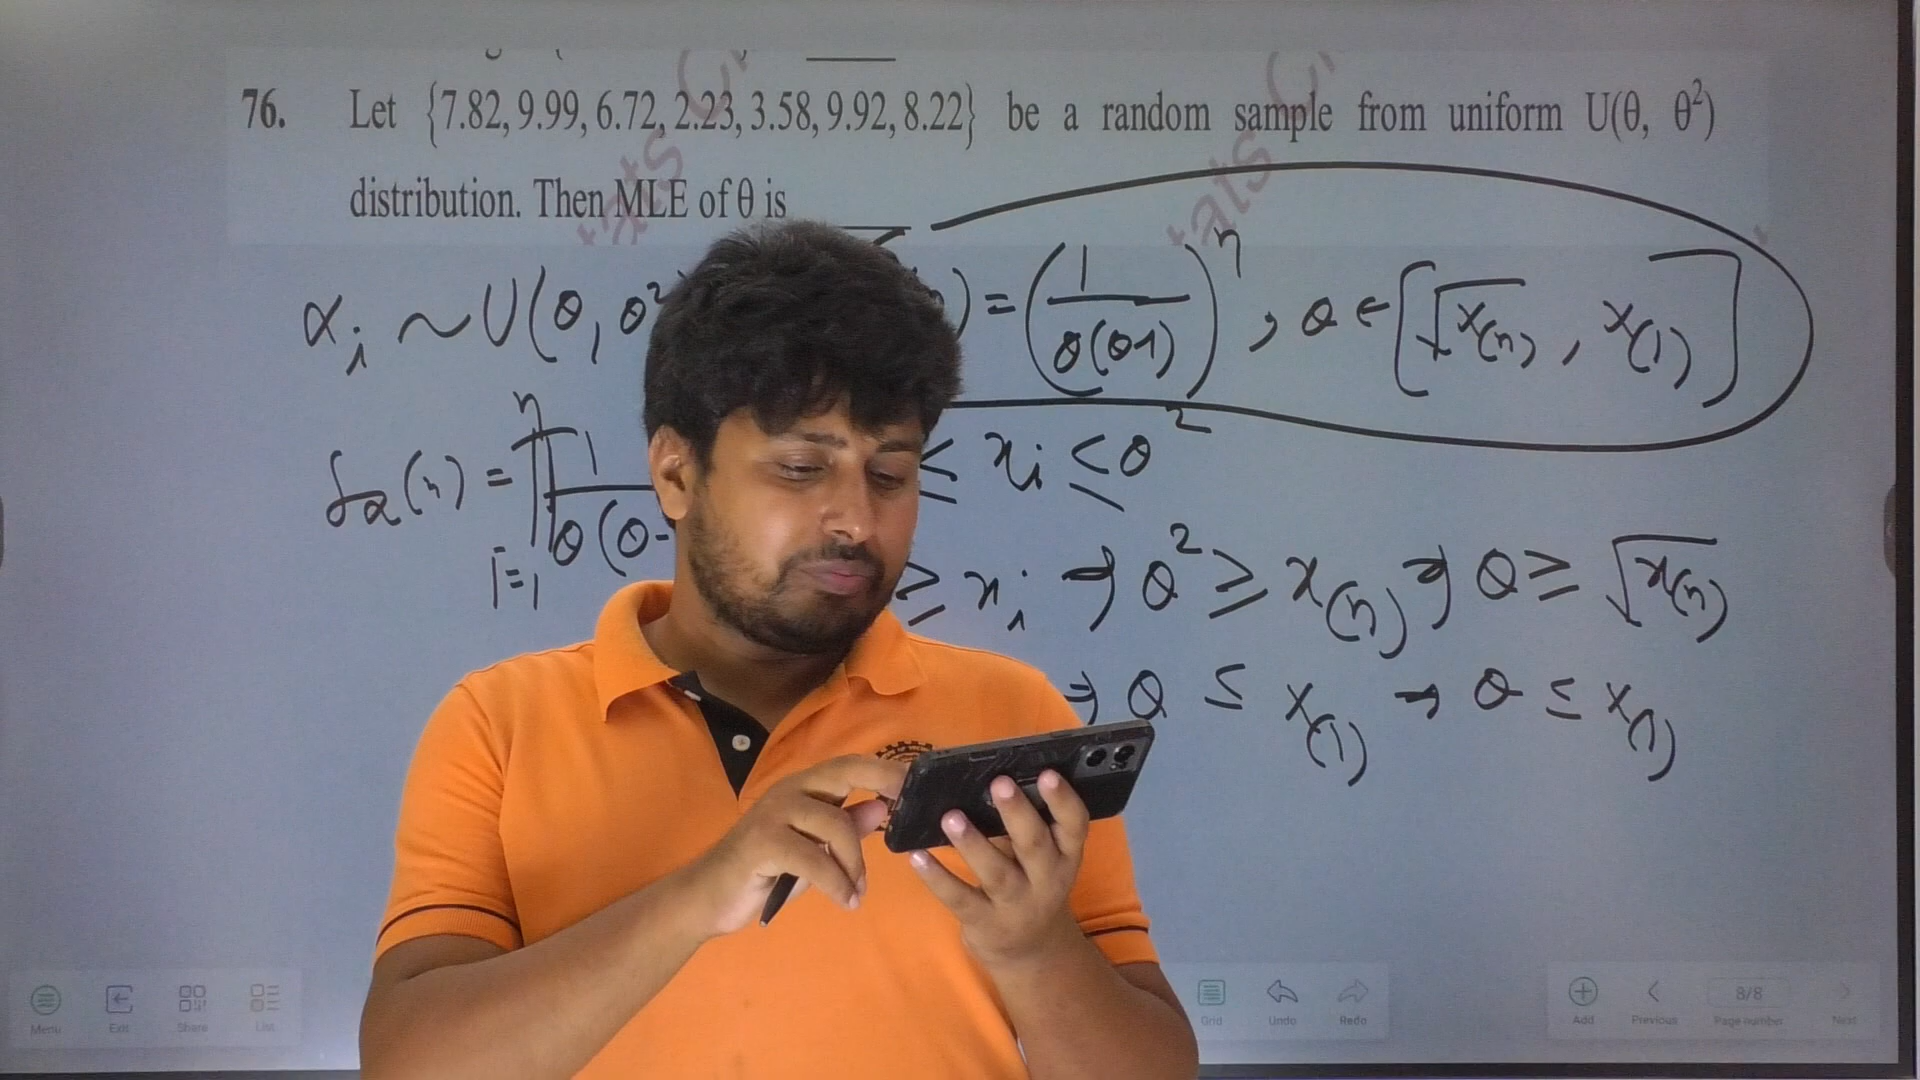 76. Let {7.82, 9.99, 6.72, 2.23, 3.58, 9.92, 8.22} be a random sample from uniform U(θ, θ²)
distribution. Then MLE of θ is
x_i ~ U(θ, θ² ) = (1/θ(θ-1))^n , θ ∈ [√x_(n) , x_(1)]
f_x(x) = ∏_{i=1}^{n} 1/θ(θ- ≤ x_i ≤ θ²
≥ x_i ⇒ θ² ≥ x_(n) ⇒ θ ≥ √x_(n)
⇒ θ ≤ x_(1) ⇒ θ ≤ x_(1)
Menu Exit Share List Grid Undo Redo Add Previous 8/8 Page number Next